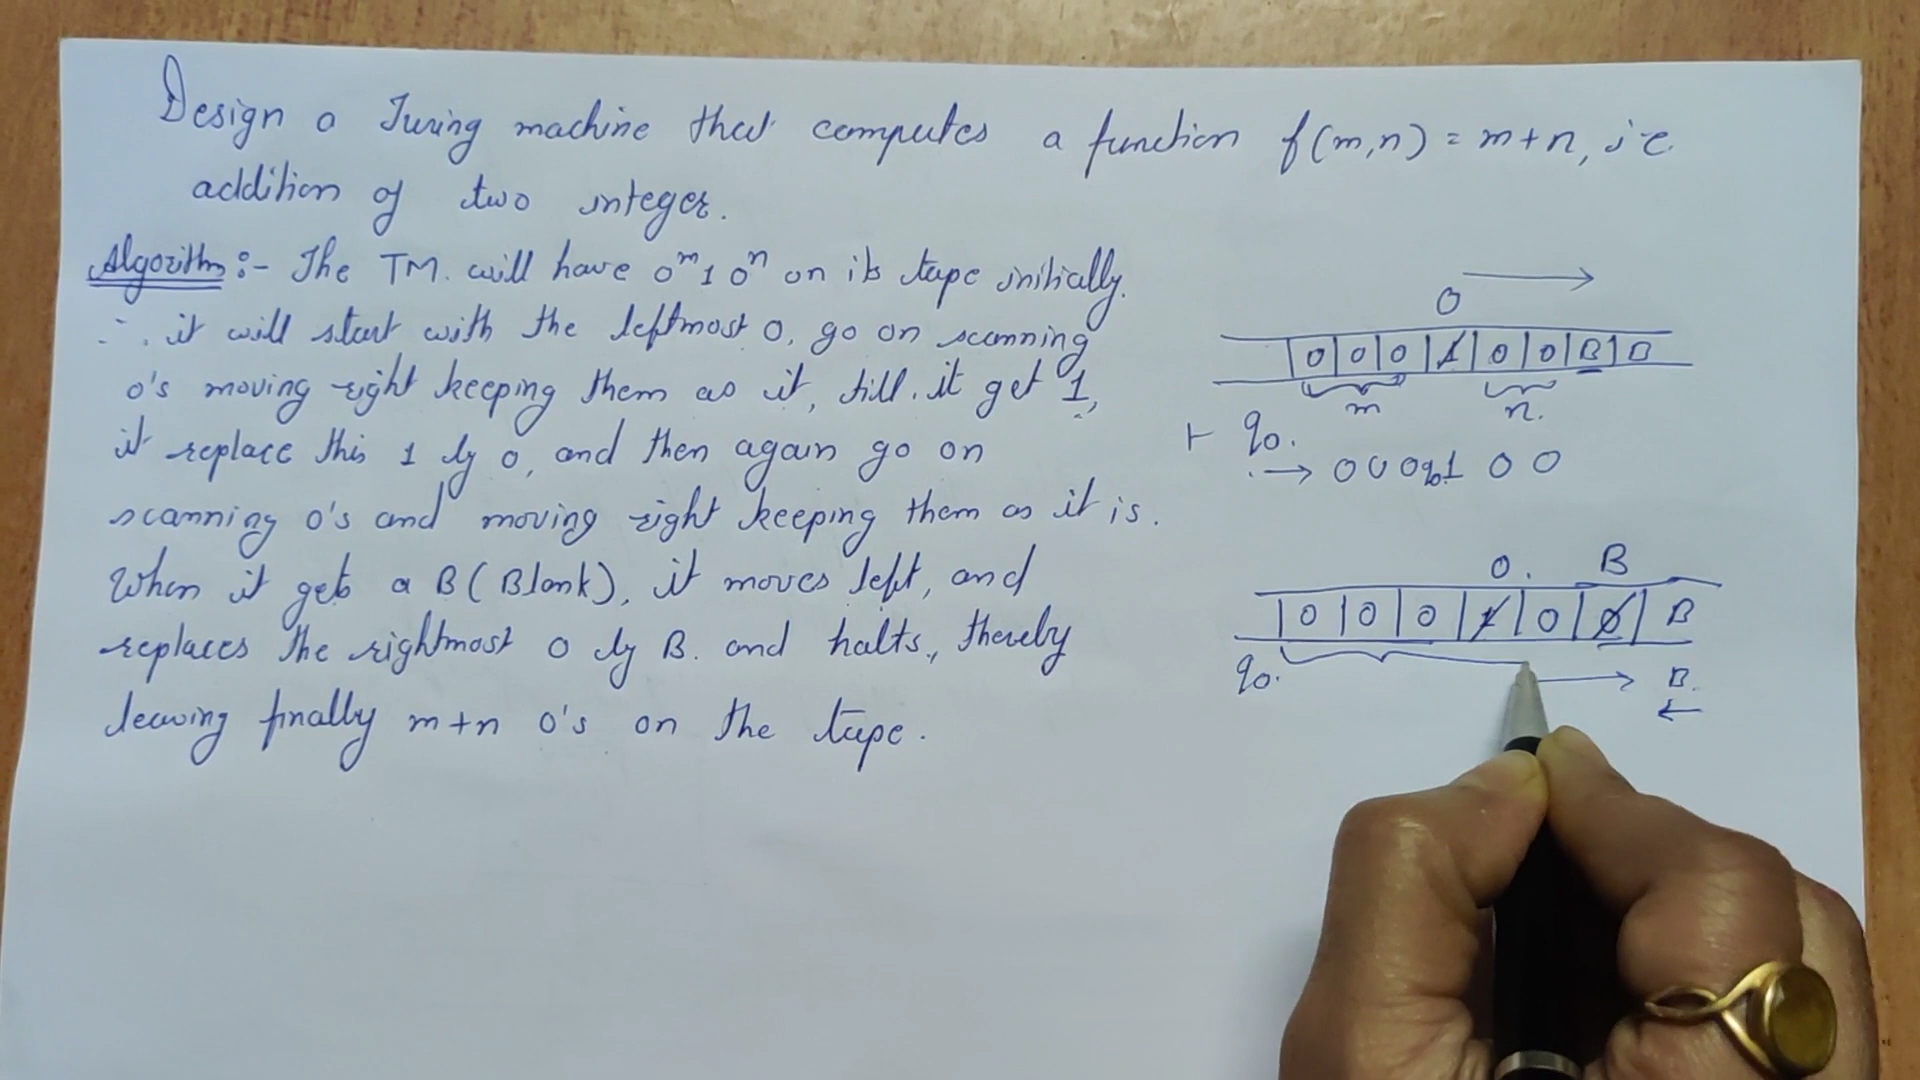 Design a Turing machine that computes a function f(m,n) = m+n, i.e.
addition of two integer.
Algorithm :- The TM. will have 0^m 1 0^n on its tape initially.
∴ it will start with the leftmost 0, go on scanning
0's moving right keeping them as it, till. it get 1,
it replace this 1 by 0, and then again go on
scanning 0's and moving right keeping them as it is.
When it gets a B (Blank), it moves left, and
replaces the rightmost 0 by B. and halts., thereby
leaving finally m+n 0's on the tape.
0 →
0 | 0 | 0 | 1 | 0 | 0 | B | B
m n.
⊢ q0.
→ 0 0 0 q0 1 0 0
0. B
0 | 0 | 0 | 1 | 0 | 0 | B
q0. → B.
←